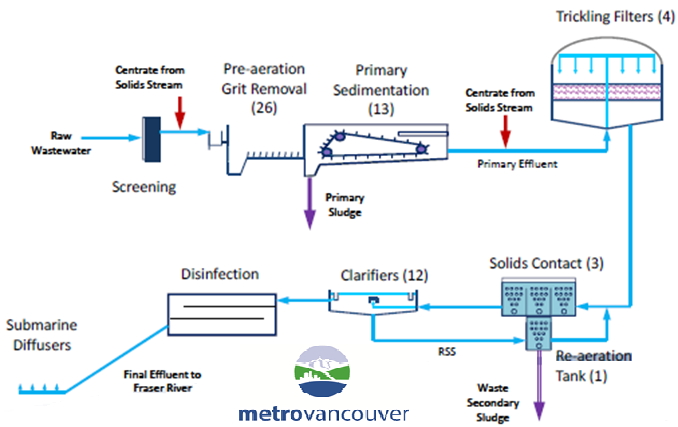 Trickling Filters (4)
Centrate from
Solids Stream
Pre-aeration
Grit Removal
(26)
Primary
Sedimentation
(13)
Centrate from
Solids Stream
Raw
Wastewater
Screening
Primary Effluent
Primary
Sludge
Disinfection
Clarifiers (12)
Solids Contact (3)
Submarine
Diffusers
RSS
Re-aeration
Tank (1)
Final Effluent to
Fraser River
Waste
Secondary
Sludge
metrovancouver